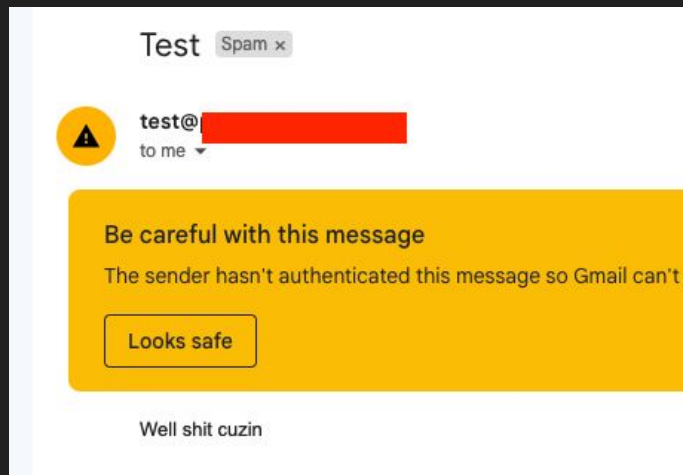 Test Spam ×
test@
to me
Be careful with this message
The sender hasn't authenticated this message so Gmail can't
Looks safe
Well shit cuzin